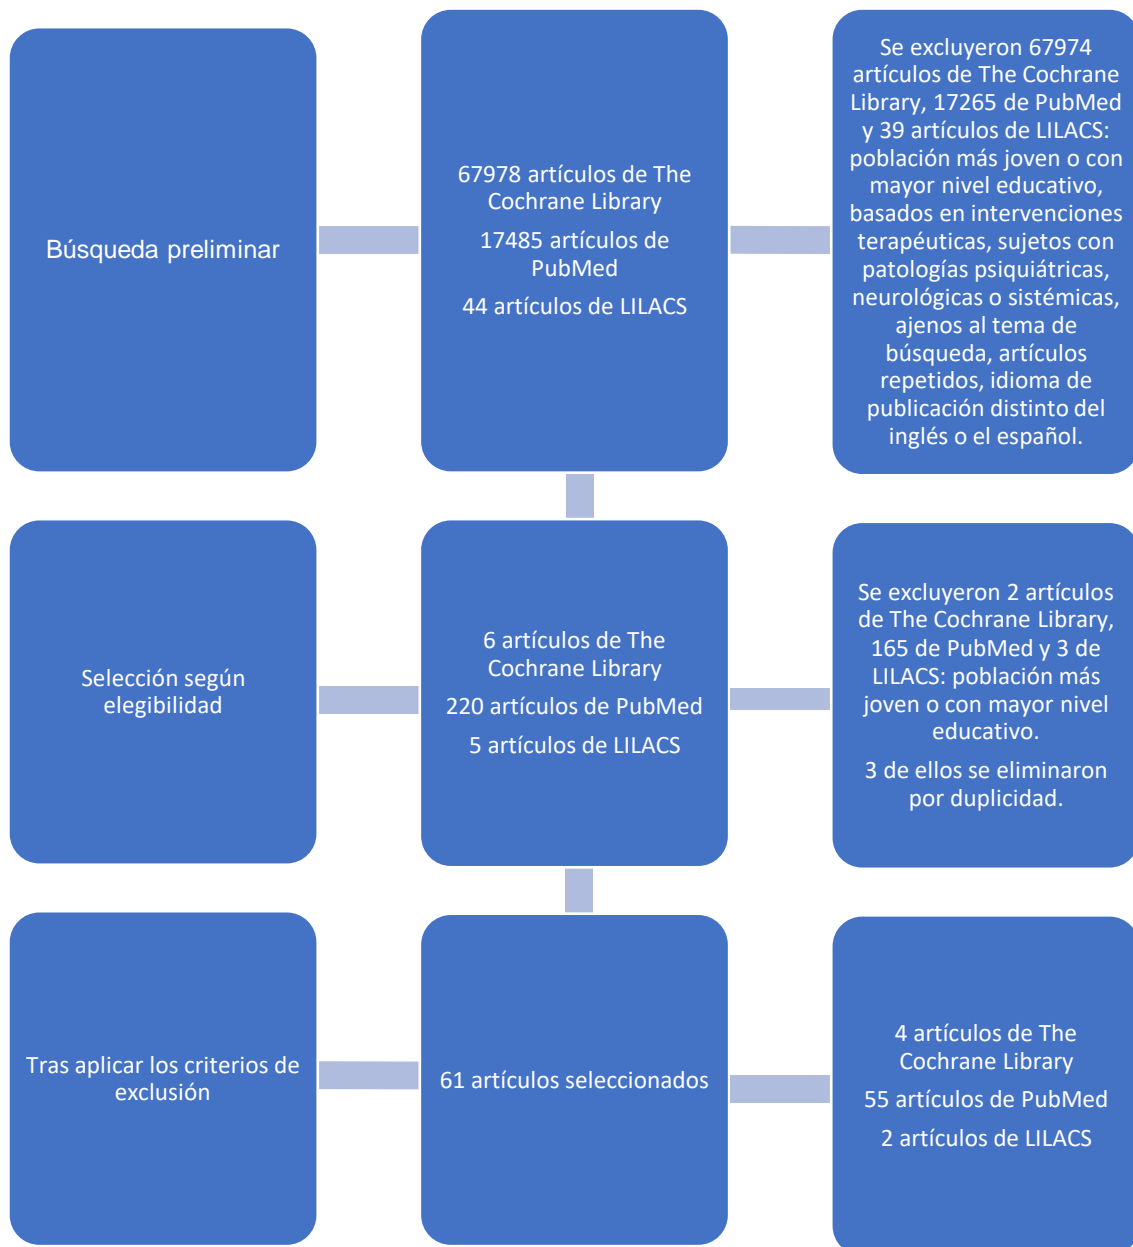 Búsqueda preliminar
67978 artículos de The
Cochrane Library
17485 artículos de
PubMed
44 artículos de LILACS
Se excluyeron 67974
artículos de The Cochrane
Library, 17265 de PubMed
y 39 artículos de LILACS:
población más joven o con
mayor nivel educativo,
basados en intervenciones
terapéuticas, sujetos con
patologías psiquiátricas,
neurológicas o sistémicas,
ajenos al tema de
búsqueda, artículos
repetidos, idioma de
publicación distinto del
inglés o el español.
Selección según
elegibilidad
6 artículos de The
Cochrane Library
220 artículos de PubMed
5 artículos de LILACS
Se excluyeron 2 artículos
de The Cochrane Library,
165 de PubMed y 3 de
LILACS: población más
joven o con mayor nivel
educativo.
3 de ellos se eliminaron
por duplicidad.
Tras aplicar los criterios de
exclusión
61 artículos seleccionados
4 artículos de The
Cochrane Library
55 artículos de PubMed
2 artículos de LILACS